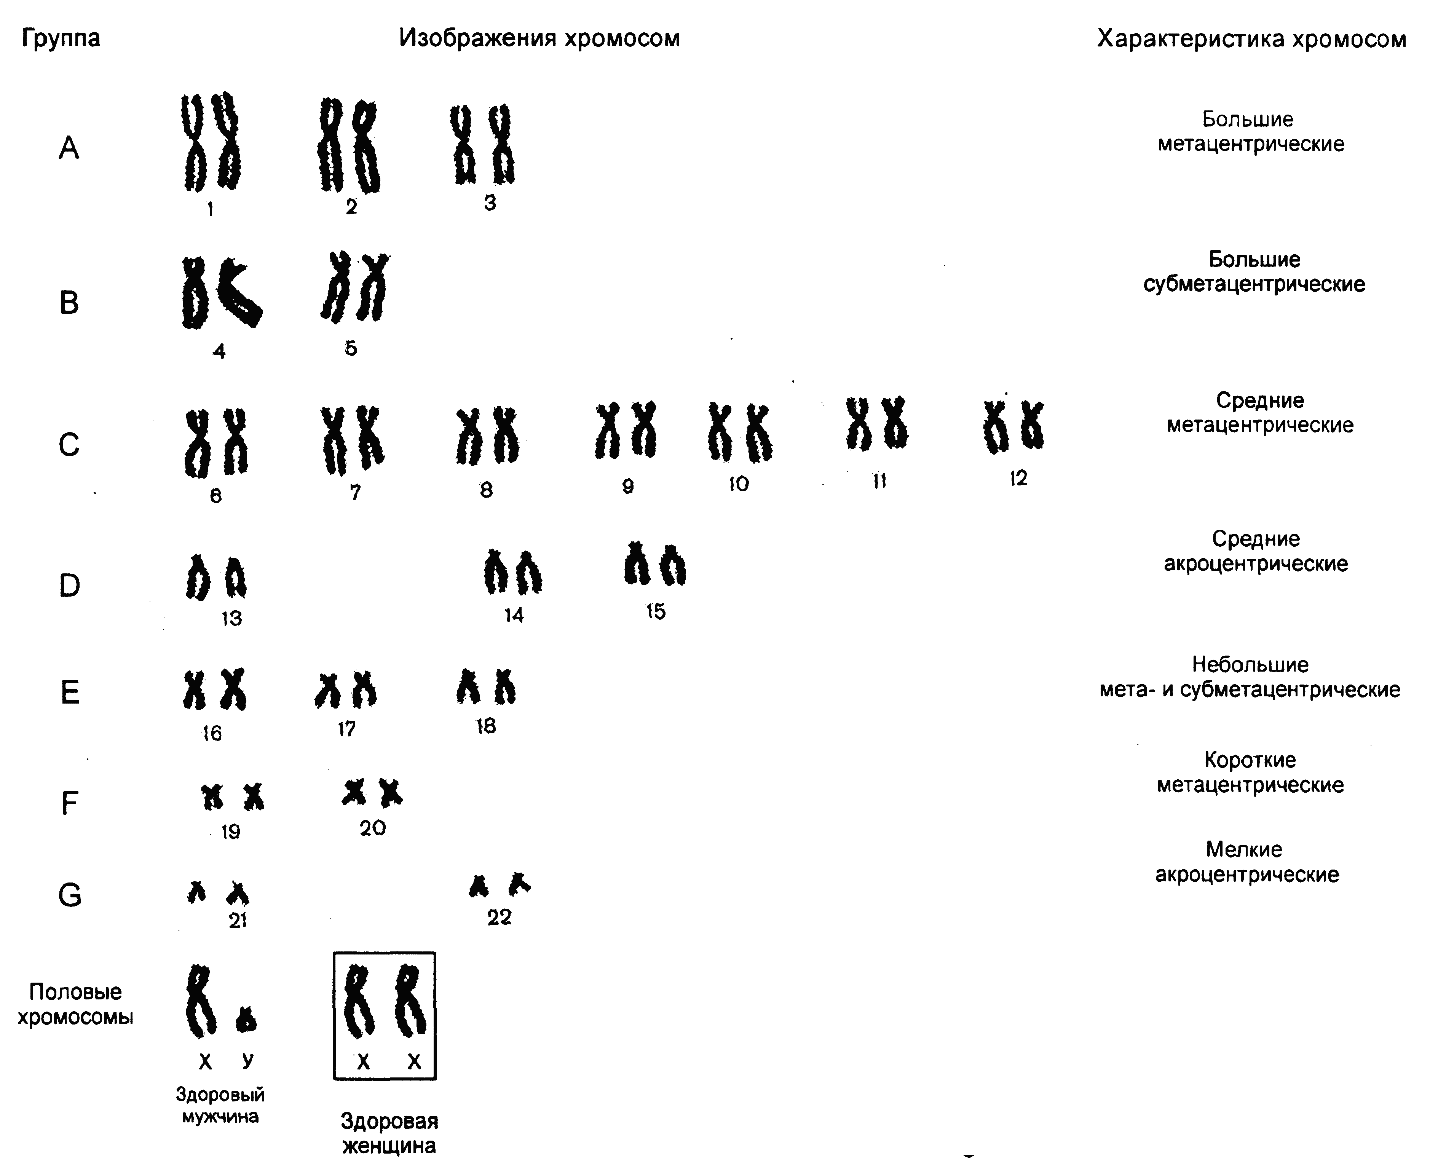 Группа Изображения хромосом Характеристика хромосом
A Большие
метацентрические
1 2 3
B Большие
субметацентрические
4 5
C Средние
метацентрические
6 7 8 9 10 11 12
D Средние
акроцентрические
13 14 15
E Небольшие
мета- и субметацентрические
16 17 18
F Короткие
метацентрические
19 20
G Мелкие
акроцентрические
21 22
Половые
хромосомы
X У X X
Здоровый
мужчина
Здоровая
женщина